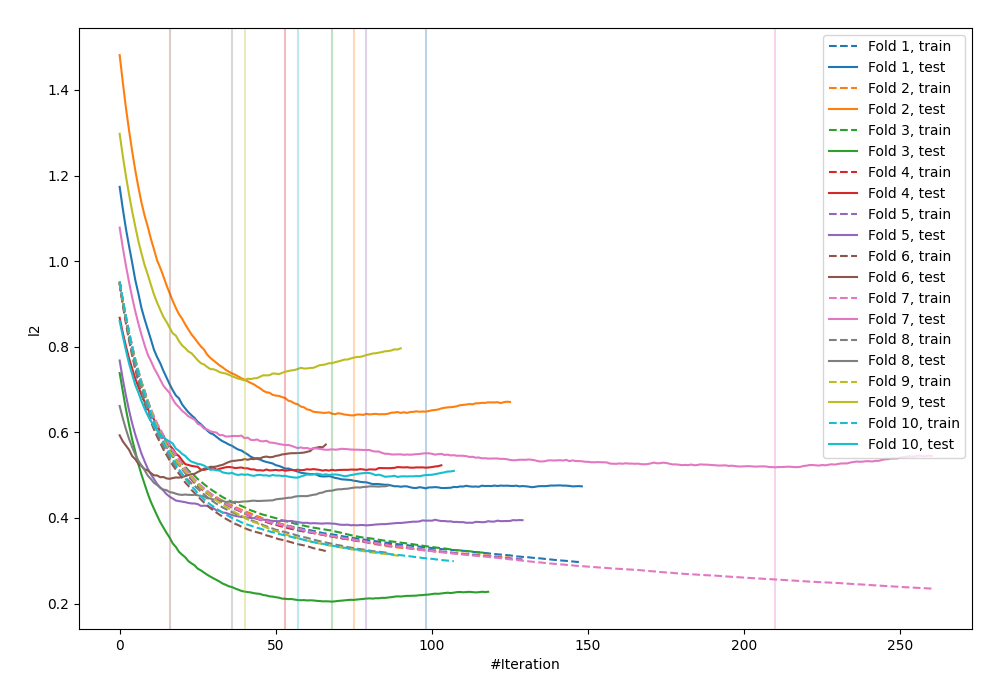 1.4
1.2
1.0
0.8
0.6
0.4
0.2
l2
0
50
100
150
200
250
#Iteration
Fold 1, train
Fold 1, test
Fold 2, train
Fold 2, test
Fold 3, train
Fold 3, test
Fold 4, train
Fold 4, test
Fold 5, train
Fold 5, test
Fold 6, train
Fold 6, test
Fold 7, train
Fold 7, test
Fold 8, train
Fold 8, test
Fold 9, train
Fold 9, test
Fold 10, train
Fold 10, test